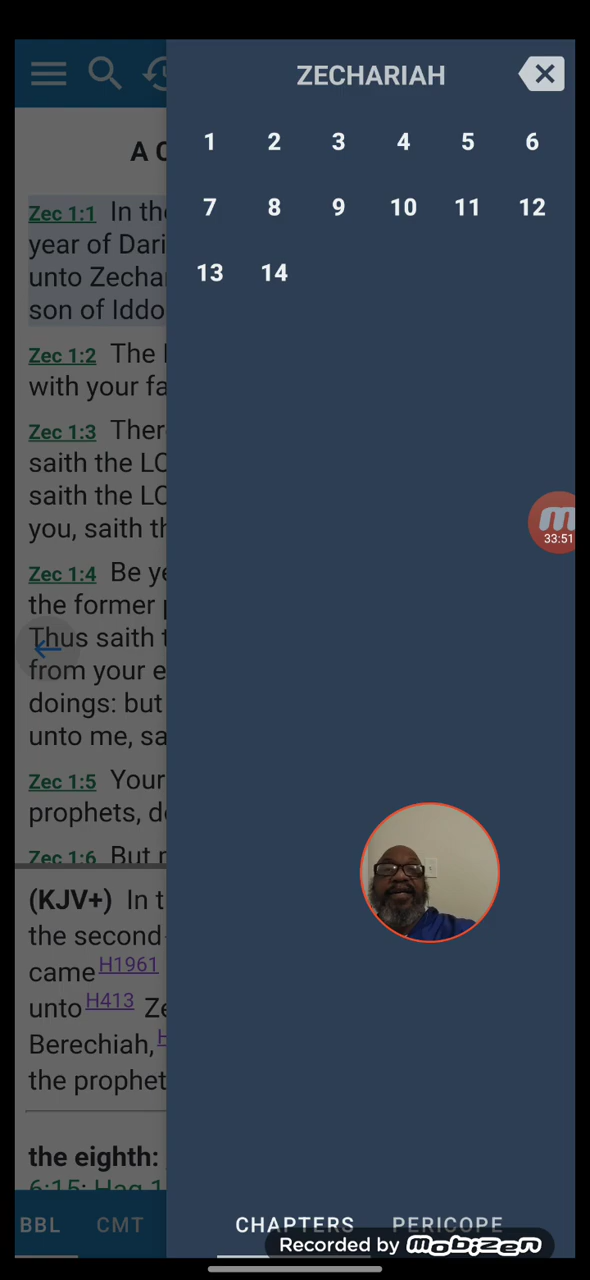 ZECHARIAH
1 2 3 4 5 6
7 8 9 10 11 12
13 14
A C
Zec 1:1 In the
year of Dari
unto Zechar
son of Iddo
Zec 1:2 The
with your fa
Zec 1:3 Ther
saith the LO
saith the LO
you, saith th
Zec 1:4 Be ye
the former p
Thus saith t
from your e
doings: but
unto me, sa
Zec 1:5 Your
prophets, do
Zec 1:6 But
33:51
(KJV+) In t
the second
came H1961
unto H413 Ze
Berechiah, H
the prophet
the eighth:
6:15; Hag 1
BBL CMT CHAPTERS PERICOPE
Recorded by mobizen